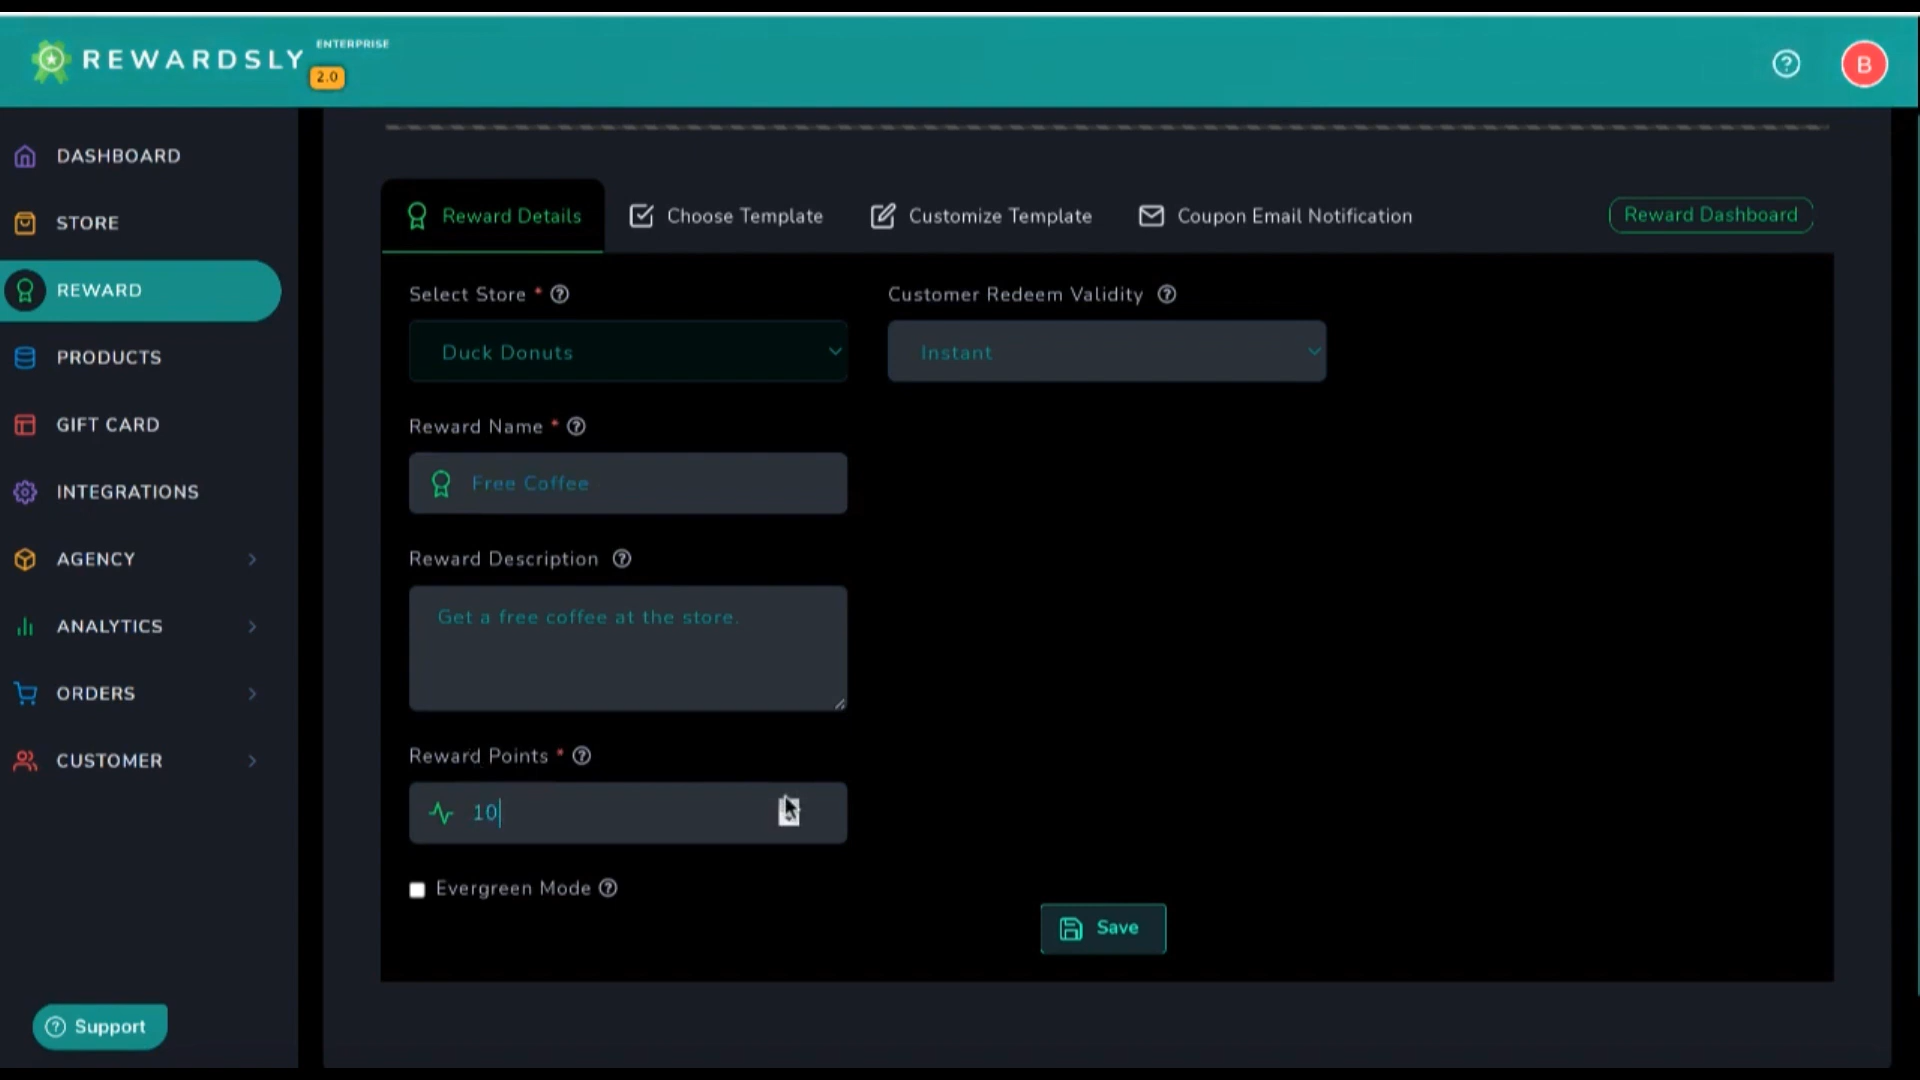 REWARDSLY
ENTERPRISE
2.0
B
DASHBOARD
STORE
REWARD
PRODUCTS
GIFT CARD
INTEGRATIONS
AGENCY
ANALYTICS
ORDERS
CUSTOMER
Support
Reward Details
Choose Template
Customize Template
Coupon Email Notification
Reward Dashboard
Select Store *
Customer Redeem Validity
Duck Donuts
Instant
Reward Name *
Free Coffee
Reward Description
Get a free coffee at the store.
Reward Points *
10
Evergreen Mode
Save